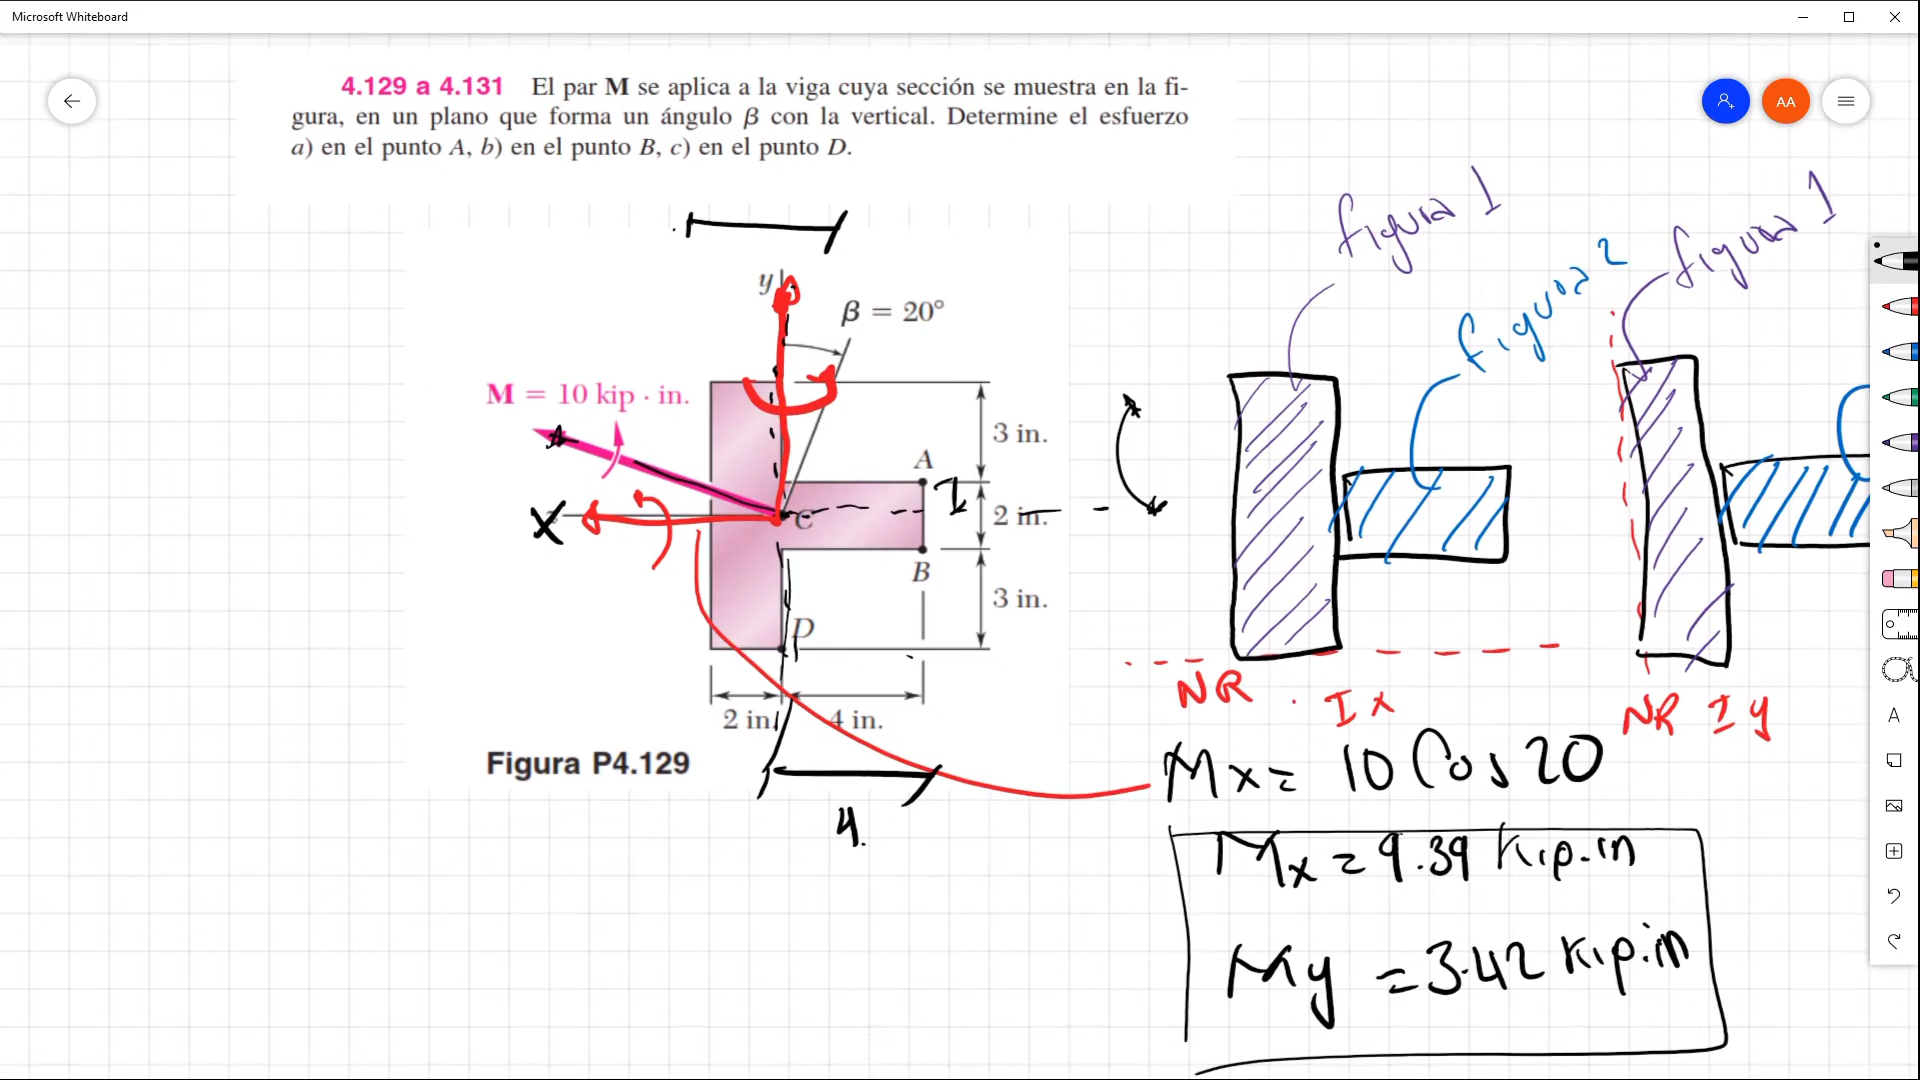 Microsoft Whiteboard
4.129 a 4.131 El par M se aplica a la viga cuya sección se muestra en la fi-
gura, en un plano que forma un ángulo β con la vertical. Determine el esfuerzo
a) en el punto A, b) en el punto B, c) en el punto D.
AA
figura 1
figura 1
figura 2
y
β = 20°
M = 10 kip · in.
3 in.
A
X
C
1
2 in.
B
3 in.
D
2 in.
4 in.
NR Ix
NR Iy
Figura P4.129
4.
Mx = 10 Cos 20
Mx = 9.39 Kip.in
My = 3.42 Kip.in
A